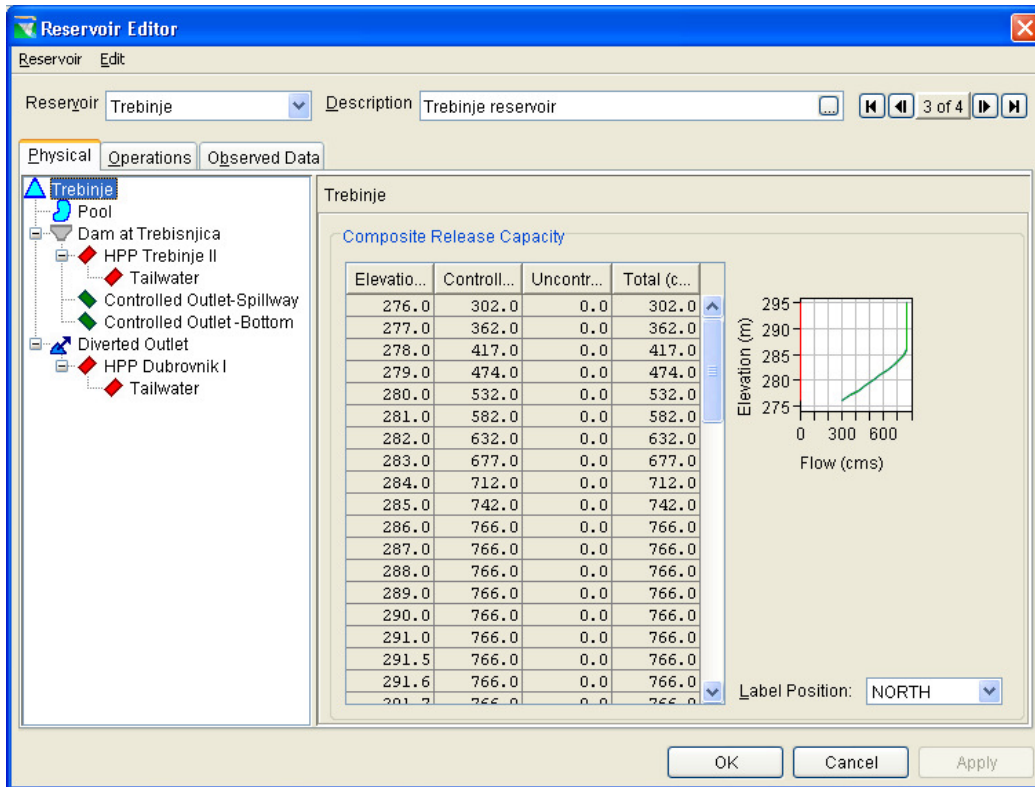 Reservoir Editor
Reservoir Edit
Reservoir Trebinje Description Trebinje reservoir ... 3 of 4
Physical Operations Observed Data
Trebinje
Pool
Dam at Trebisnjica
HPP Trebinje II
Tailwater
Controlled Outlet-Spillway
Controlled Outlet-Bottom
Diverted Outlet
HPP Dubrovnik I
Tailwater
Trebinje
Composite Release Capacity
Elevatio... Controll... Uncontr... Total (c...
276.0 302.0 0.0 302.0
277.0 362.0 0.0 362.0
278.0 417.0 0.0 417.0
279.0 474.0 0.0 474.0
280.0 532.0 0.0 532.0
281.0 582.0 0.0 582.0
282.0 632.0 0.0 632.0
283.0 677.0 0.0 677.0
284.0 712.0 0.0 712.0
285.0 742.0 0.0 742.0
286.0 766.0 0.0 766.0
287.0 766.0 0.0 766.0
288.0 766.0 0.0 766.0
289.0 766.0 0.0 766.0
290.0 766.0 0.0 766.0
291.0 766.0 0.0 766.0
291.5 766.0 0.0 766.0
291.6 766.0 0.0 766.0
291.7 766.0 0.0 766.0
Elevation (m)
295
290
285
280
275
0 300 600
Flow (cms)
Label Position: NORTH
OK Cancel Apply